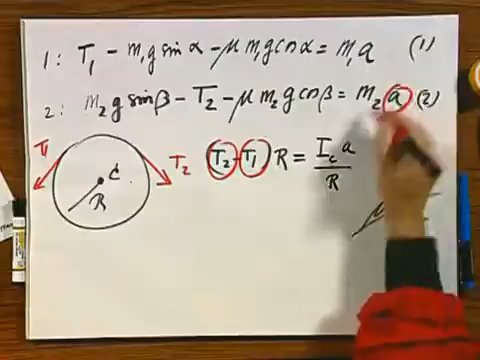 1: T₁ - m₁g sin α - μ m₁g cos α = m₁a (1)
2: m₂g sin β - T₂ - μ m₂g cos β = m₂a (2)
T₁ C R T₂ (T₂ - T₁) R = I_c a / R